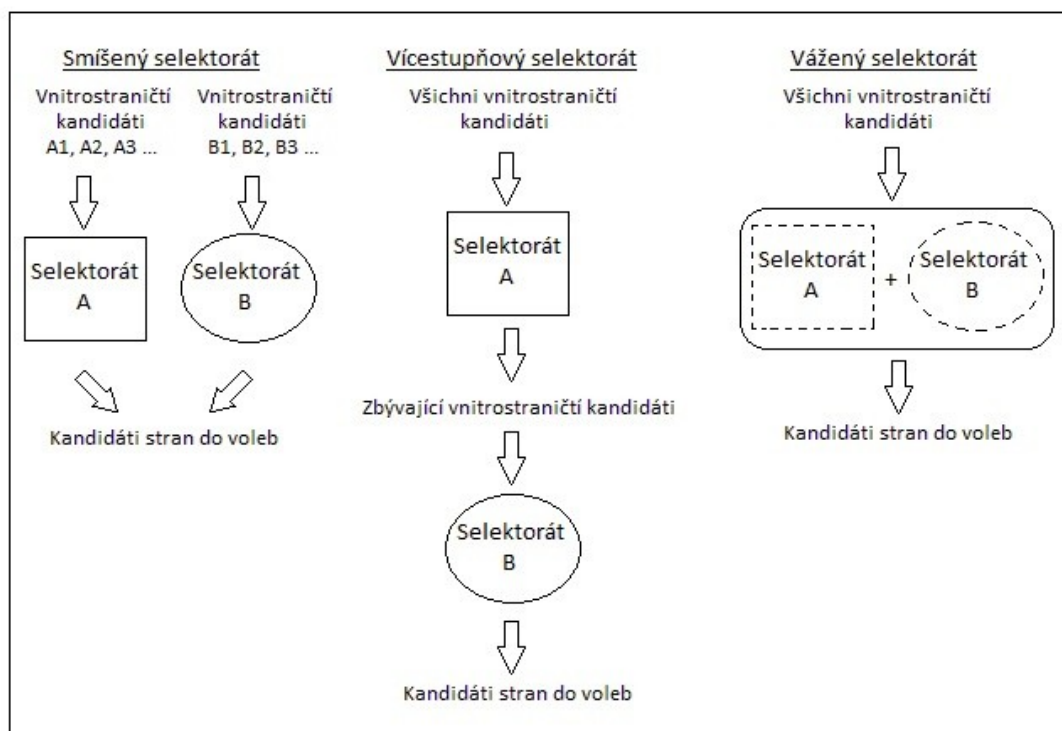 Smíšený selektorát
Vnitrostraničtí
kandidáti
A1, A2, A3 ...
Vnitrostraničtí
kandidáti
B1, B2, B3 ...
Selektorát
A
Selektorát
B
Kandidáti stran do voleb
Vícestupňový selektorát
Všichni vnitrostraničtí
kandidáti
Selektorát
A
Zbývající vnitrostraničtí kandidáti
Selektorát
B
Kandidáti stran do voleb
Vážený selektorát
Všichni vnitrostraničtí
kandidáti
Selektorát
A
+
Selektorát
B
Kandidáti stran do voleb